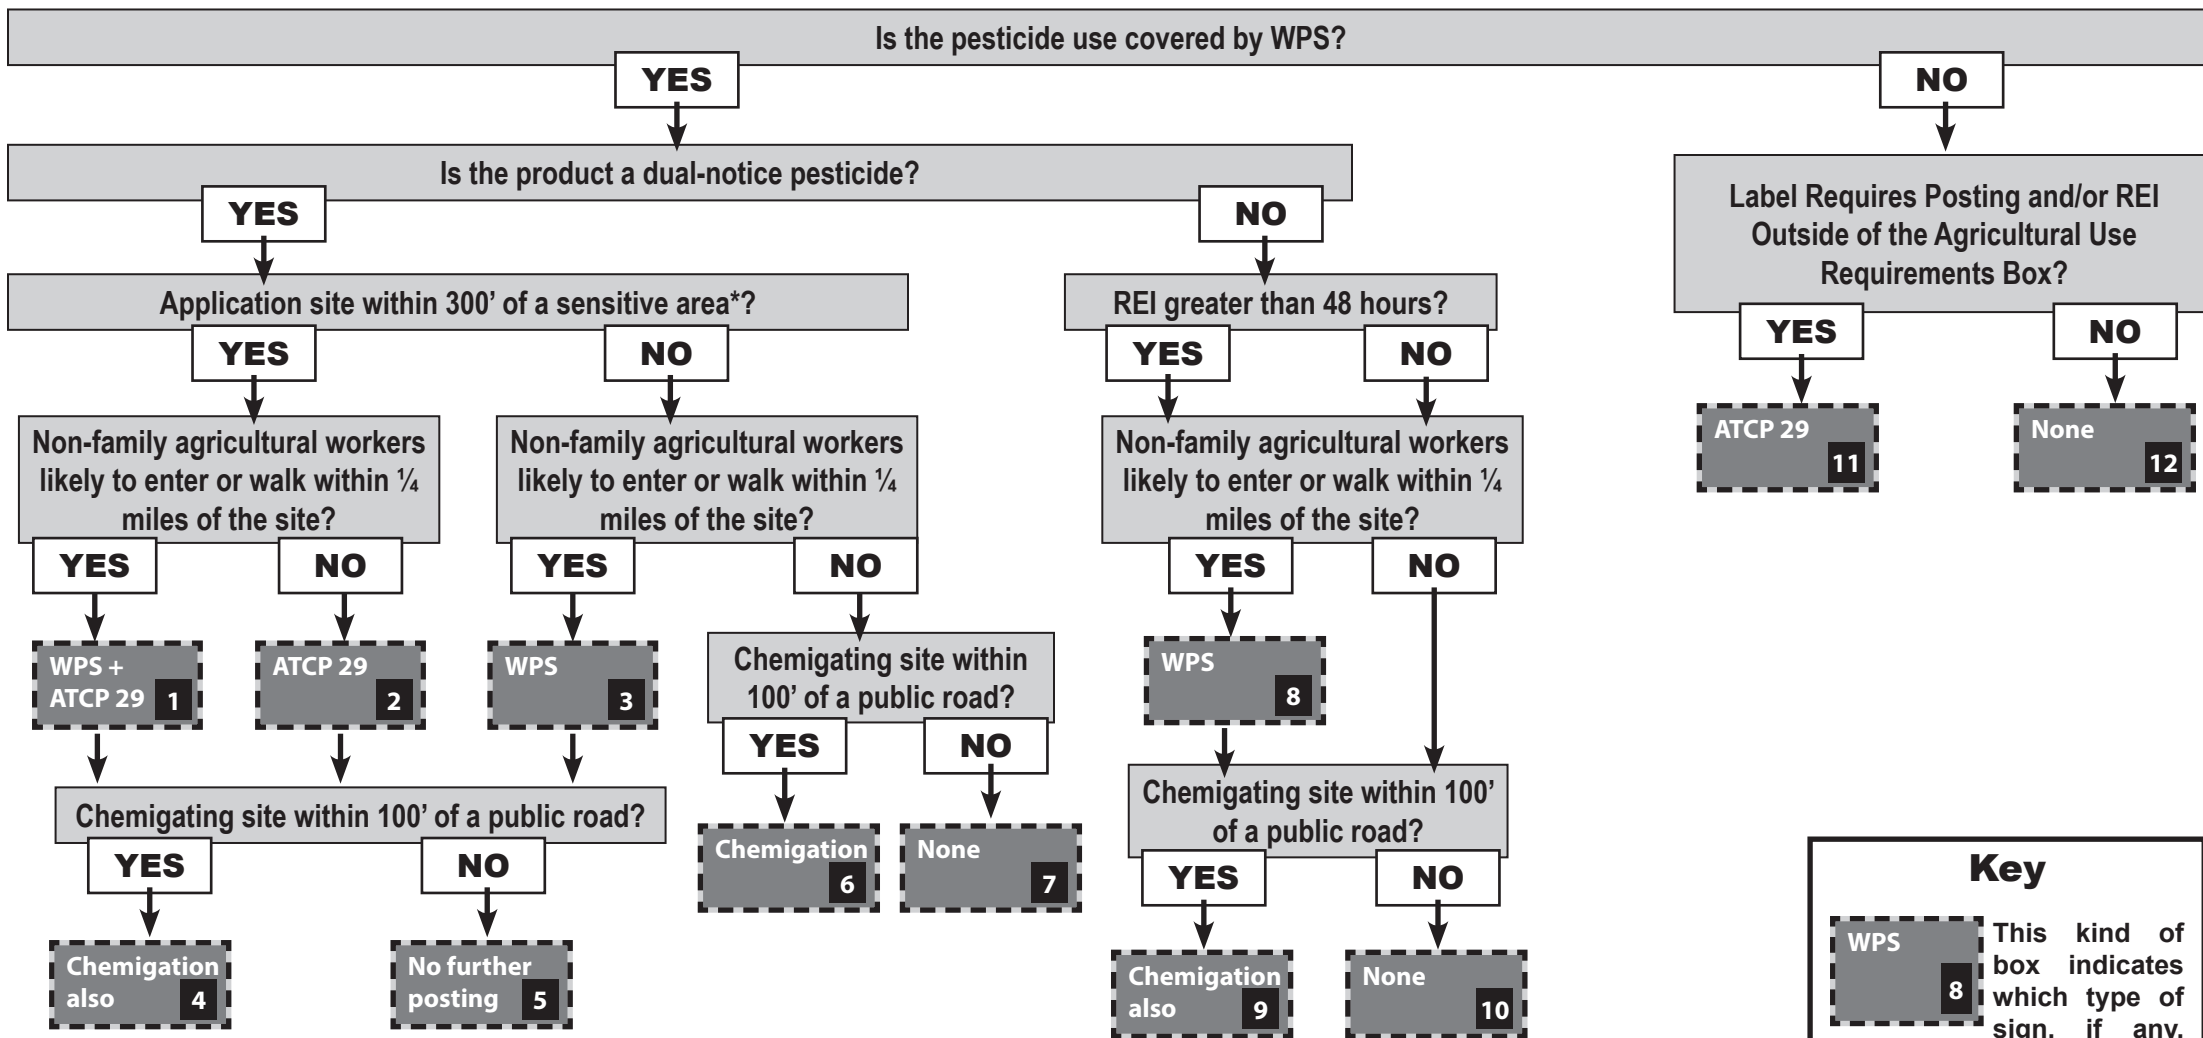 Is the pesticide use covered by WPS?
YES
NO
Is the product a dual-notice pesticide?
YES
NO
Label Requires Posting and/or REI
Outside of the Agricultural Use
Requirements Box?
YES
NO
ATCP 29
11
None
12
Application site within 300’ of a sensitive area*?
YES
NO
REI greater than 48 hours?
YES
NO
Non-family agricultural workers
likely to enter or walk within ¼
miles of the site?
YES
NO
Non-family agricultural workers
likely to enter or walk within ¼
miles of the site?
YES
NO
Non-family agricultural workers
likely to enter or walk within ¼
miles of the site?
YES
NO
WPS +
ATCP 29 1
ATCP 29
2
WPS
3
Chemigating site within
100’ of a public road?
YES
NO
Chemigation
6
None
7
WPS
8
Chemigating site within 100’ of a public road?
YES
NO
Chemigation
also 4
No further
posting 5
Chemigating site within 100’
of a public road?
YES
NO
Chemigation
also 9
None
10
Key
WPS
8
This kind of
box indicates
which type of
sign, if any,